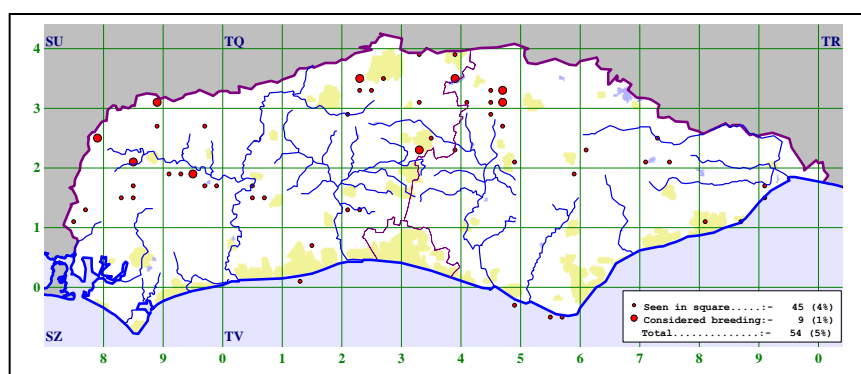 SU TQ TR
4
3
2
1
0
Seen in square.....:- 45 (4%)
Considered breeding:- 9 (1%)
Total..............:- 54 (5%)
SZ TV
8 9 0 1 2 3 4 5 6 7 8 9 0